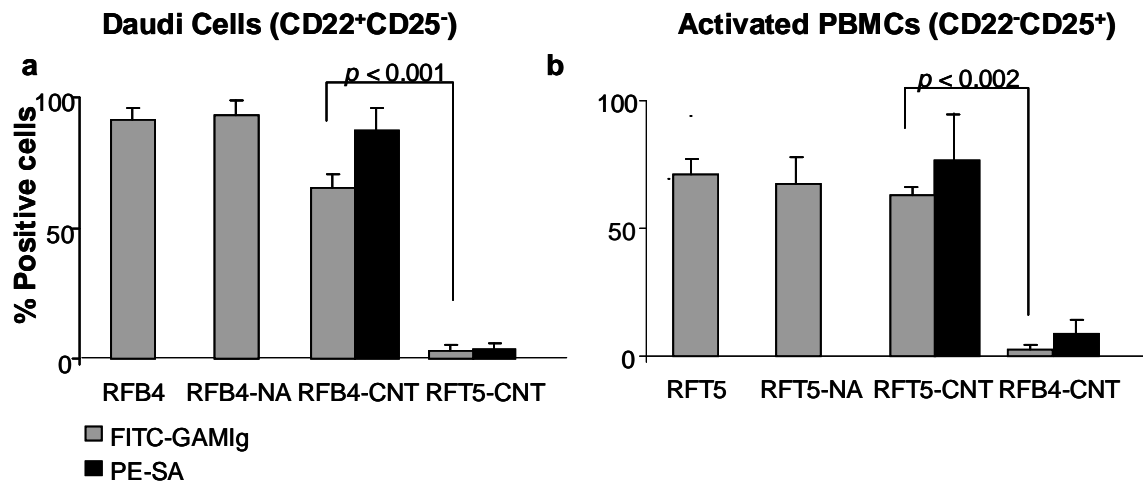 Daudi Cells (CD22⁺CD25⁻)
Activated PBMCs (CD22⁻CD25⁺)
a
p < 0.001
100
50
0
% Positive cells
RFB4 RFB4-NA RFB4-CNT RFT5-CNT
FITC-GAMIg
PE-SA
b
p < 0.002
100
50
0
RFT5 RFT5-NA RFT5-CNT RFB4-CNT